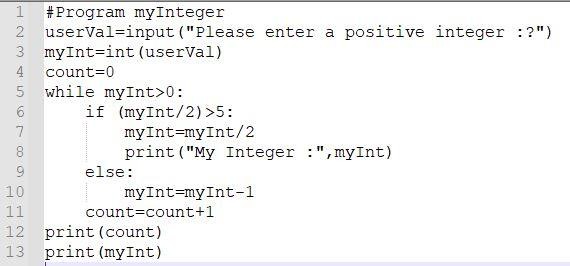 1 #Program myInteger
2 userVal=input("Please enter a positive integer :?")
3 myInt=int(userVal)
4 count=0
5 while myInt>0:
6     if (myInt/2)>5:
7         myInt=myInt/2
8         print("My Integer :",myInt)
9     else:
10         myInt=myInt-1
11     count=count+1
12 print(count)
13 print(myInt)